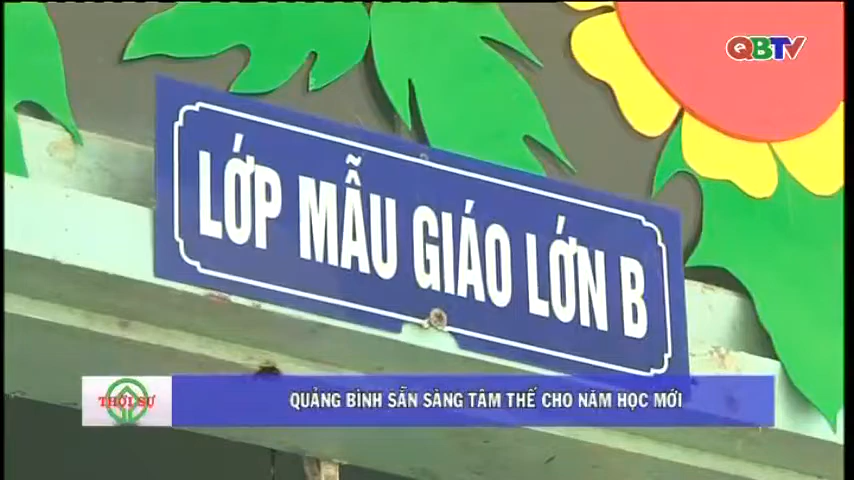 QBTV
LỚP MẪU GIÁO LỚN B
THỜI SỰ
QUẢNG BÌNH SẴN SÀNG TÂM THẾ CHO NĂM HỌC MỚI